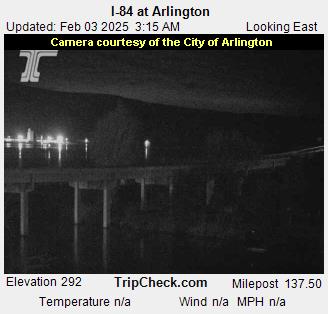 I-84 at Arlington
Updated: Feb 03 2025 3:15 AM Looking East
Camera courtesy of the City of Arlington
Elevation 292 TripCheck.com Milepost 137.50
Temperature n/a Wind n/a MPH n/a